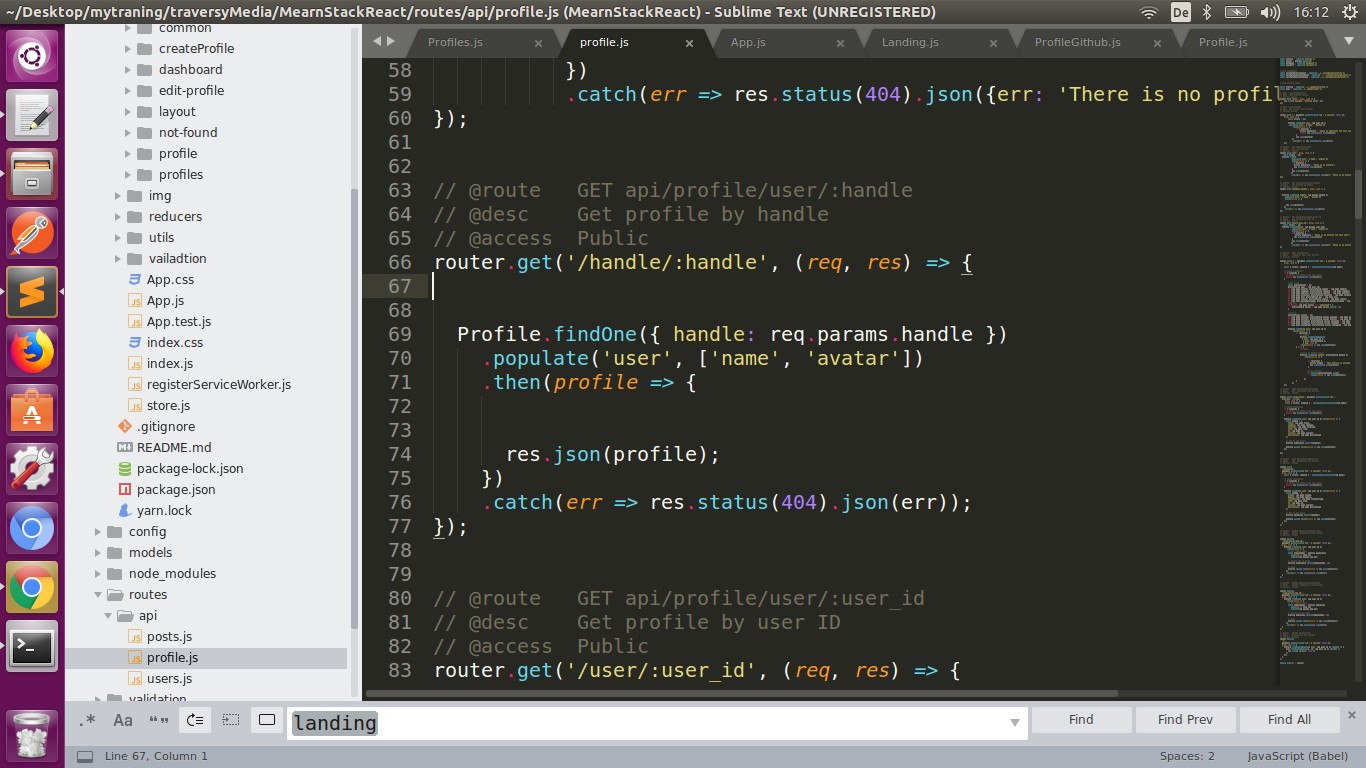 ~/Desktop/mytraning/traversyMedia/MearnStackReact/routes/api/profile.js (MearnStackReact) - Sublime Text (UNREGISTERED)
De
16:12
common
createProfile
dashboard
edit-profile
layout
not-found
profile
profiles
img
reducers
utils
vailadtion
App.css
App.js
App.test.js
index.css
index.js
registerServiceWorker.js
store.js
.gitignore
README.md
package-lock.json
package.json
yarn.lock
config
models
node_modules
routes
api
posts.js
profile.js
users.js
validation
Profiles.js
profile.js
App.js
Landing.js
ProfileGithub.js
Profile.js
58 })
59 .catch(err => res.status(404).json({err: 'There is no profil
60 });
61
62
63 // @route   GET api/profile/user/:handle
64 // @desc    Get profile by handle
65 // @access  Public
66 router.get('/handle/:handle', (req, res) => {
67
68
69   Profile.findOne({ handle: req.params.handle })
70     .populate('user', ['name', 'avatar'])
71     .then(profile => {
72
73
74       res.json(profile);
75     })
76     .catch(err => res.status(404).json(err));
77 });
78
79
80 // @route   GET api/profile/user/:user_id
81 // @desc    Get profile by user ID
82 // @access  Public
83 router.get('/user/:user_id', (req, res) => {
.* Aa “”
landing
Find
Find Prev
Find All
Line 67, Column 1
Spaces: 2
JavaScript (Babel)